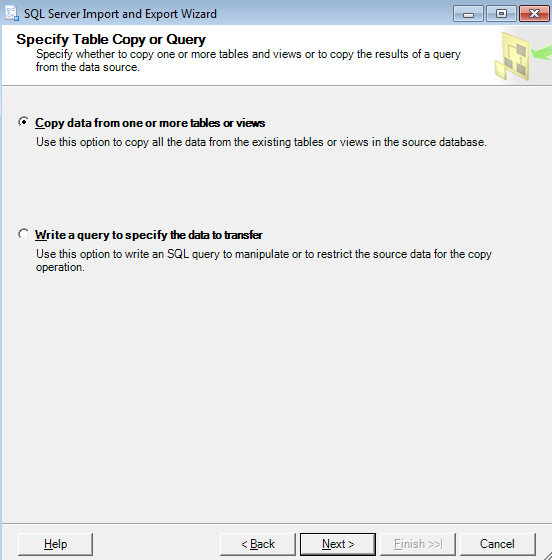 SQL Server Import and Export Wizard
Specify Table Copy or Query
Specify whether to copy one or more tables and views or to copy the results of a query
from the data source.
Copy data from one or more tables or views
Use this option to copy all the data from the existing tables or views in the source database.
Write a query to specify the data to transfer
Use this option to write an SQL query to manipulate or to restrict the source data for the copy
operation.
Help
< Back
Next >
Finish >>|
Cancel